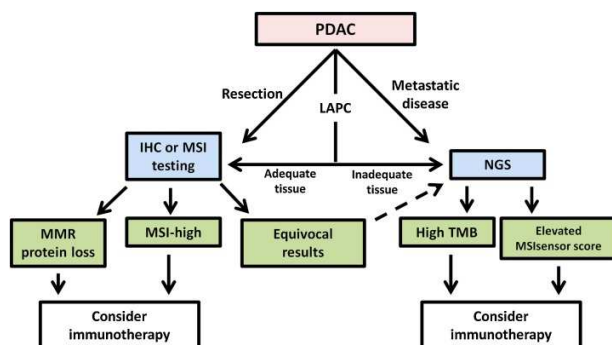 PDAC
Resection
LAPC
Metastatic
disease
IHC or MSI
testing
Adequate
tissue
Inadequate
tissue
NGS
MMR
protein loss
MSI-high
Equivocal
results
High TMB
Elevated
MSIsensor score
Consider
immunotherapy
Consider
immunotherapy